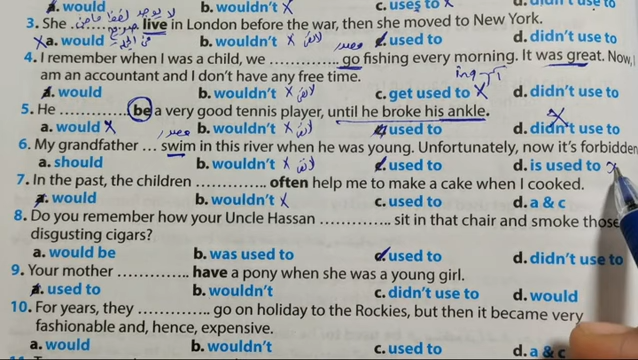 a. would b. wouldn't x c. uses to x d. didn't use to
3. She ............ live in London before the war, then she moved to New York.
x a. would b. wouldn't x c. used to d. didn't use to
4. I remember when I was a child, we .............. go fishing every morning. It was great. Now, I
am an accountant and I don't have any free time.
a. would b. wouldn't x c. get used to x d. didn't use to
5. He .............. be a very good tennis player, until he broke his ankle.
a. would x b. wouldn't x c. used to d. didn't use to
6. My grandfather ... swim in this river when he was young. Unfortunately, now it's forbidden
a. should b. wouldn't x c. used to d. is used to x
7. In the past, the children .............. often help me to make a cake when I cooked.
a. would b. wouldn't x c. used to d. a & c
8. Do you remember how your Uncle Hassan .............. sit in that chair and smoke those
disgusting cigars?
a. would be b. was used to c. used to d. didn't use to
9. Your mother .............. have a pony when she was a young girl.
a. used to b. wouldn't c. didn't use to d. would
10. For years, they .............. go on holiday to the Rockies, but then it became very
fashionable and, hence, expensive.
a. would b. wouldn't c. used to d. a & c